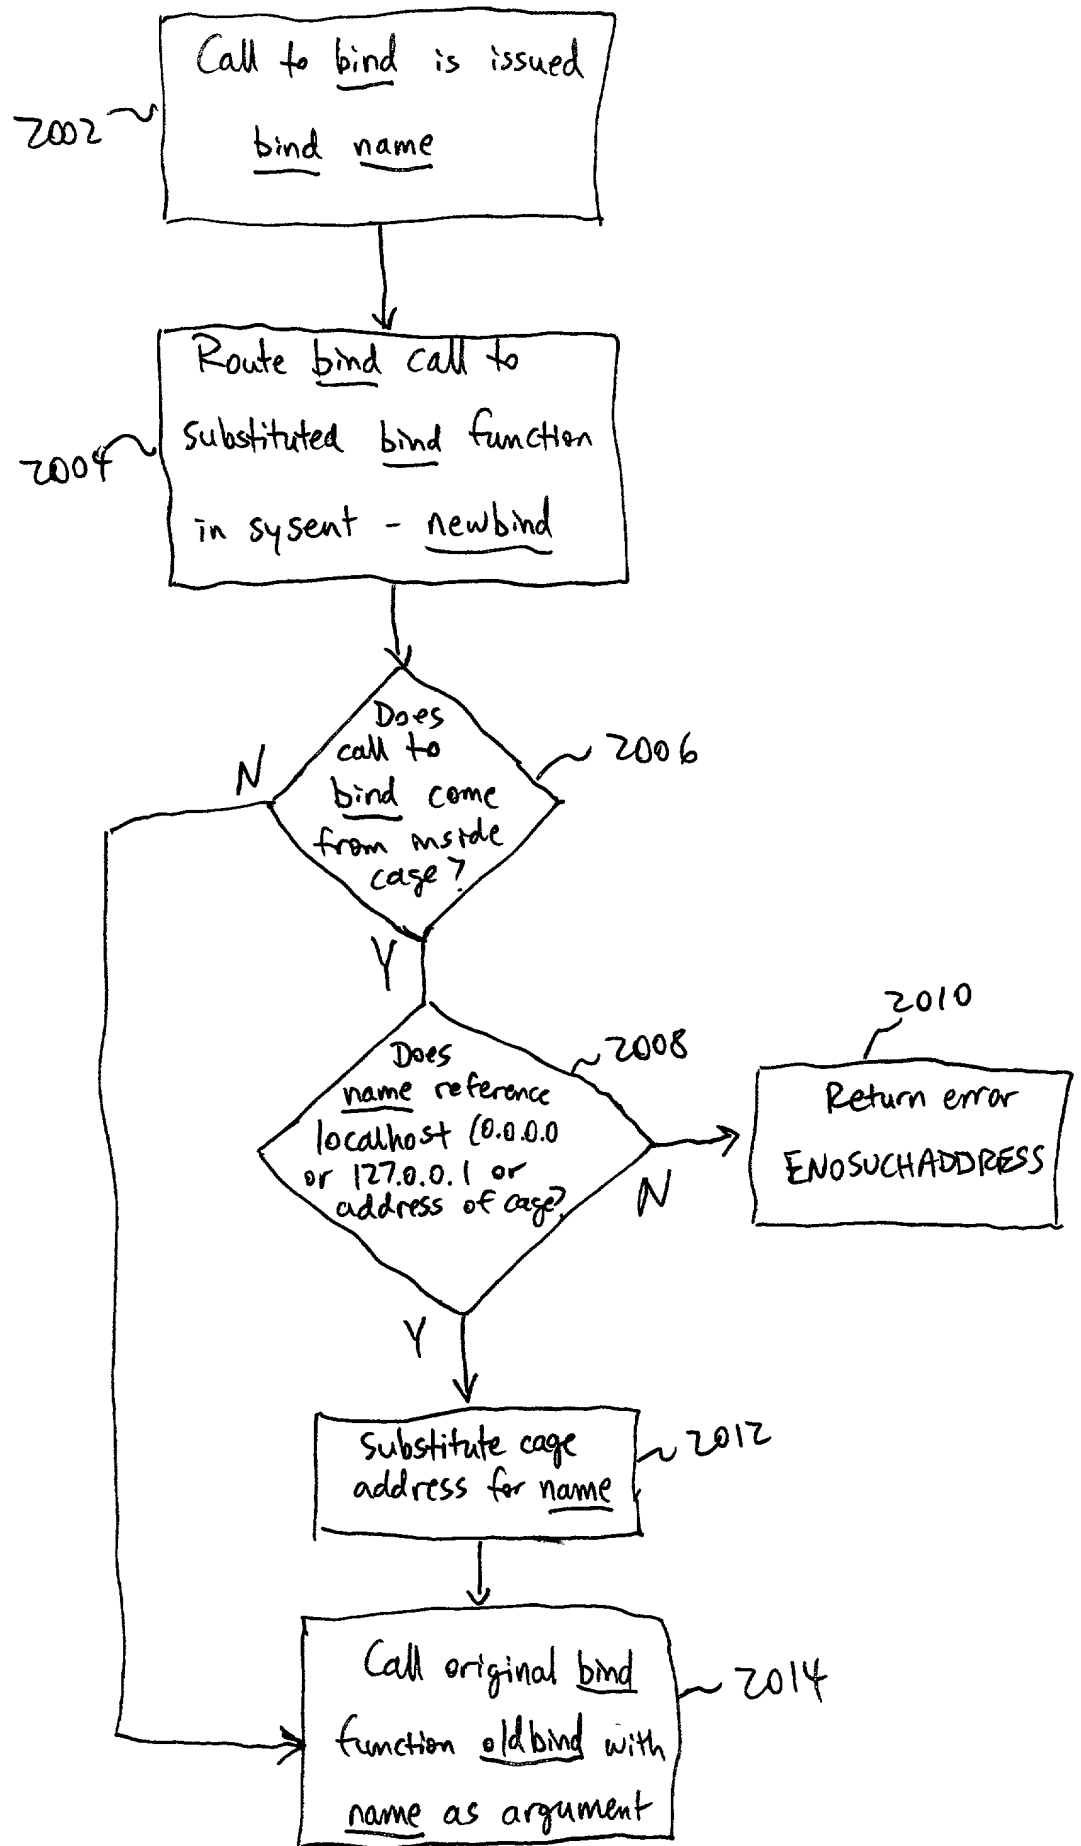 Call to bind is issued
bind name
2002
Route bind call to
substituted bind function
in sysent - newbind
2004
Does
call to
bind come
from inside
cage?
2006
N
Y
Does
name reference
localhost (0.0.0.0
or 127.0.0.1 or
address of cage?
2008
N
Y
2010
Return error
ENOSUCHADDRESS
Substitute cage
address for name
2012
Call original bind
function oldbind with
name as argument
2014